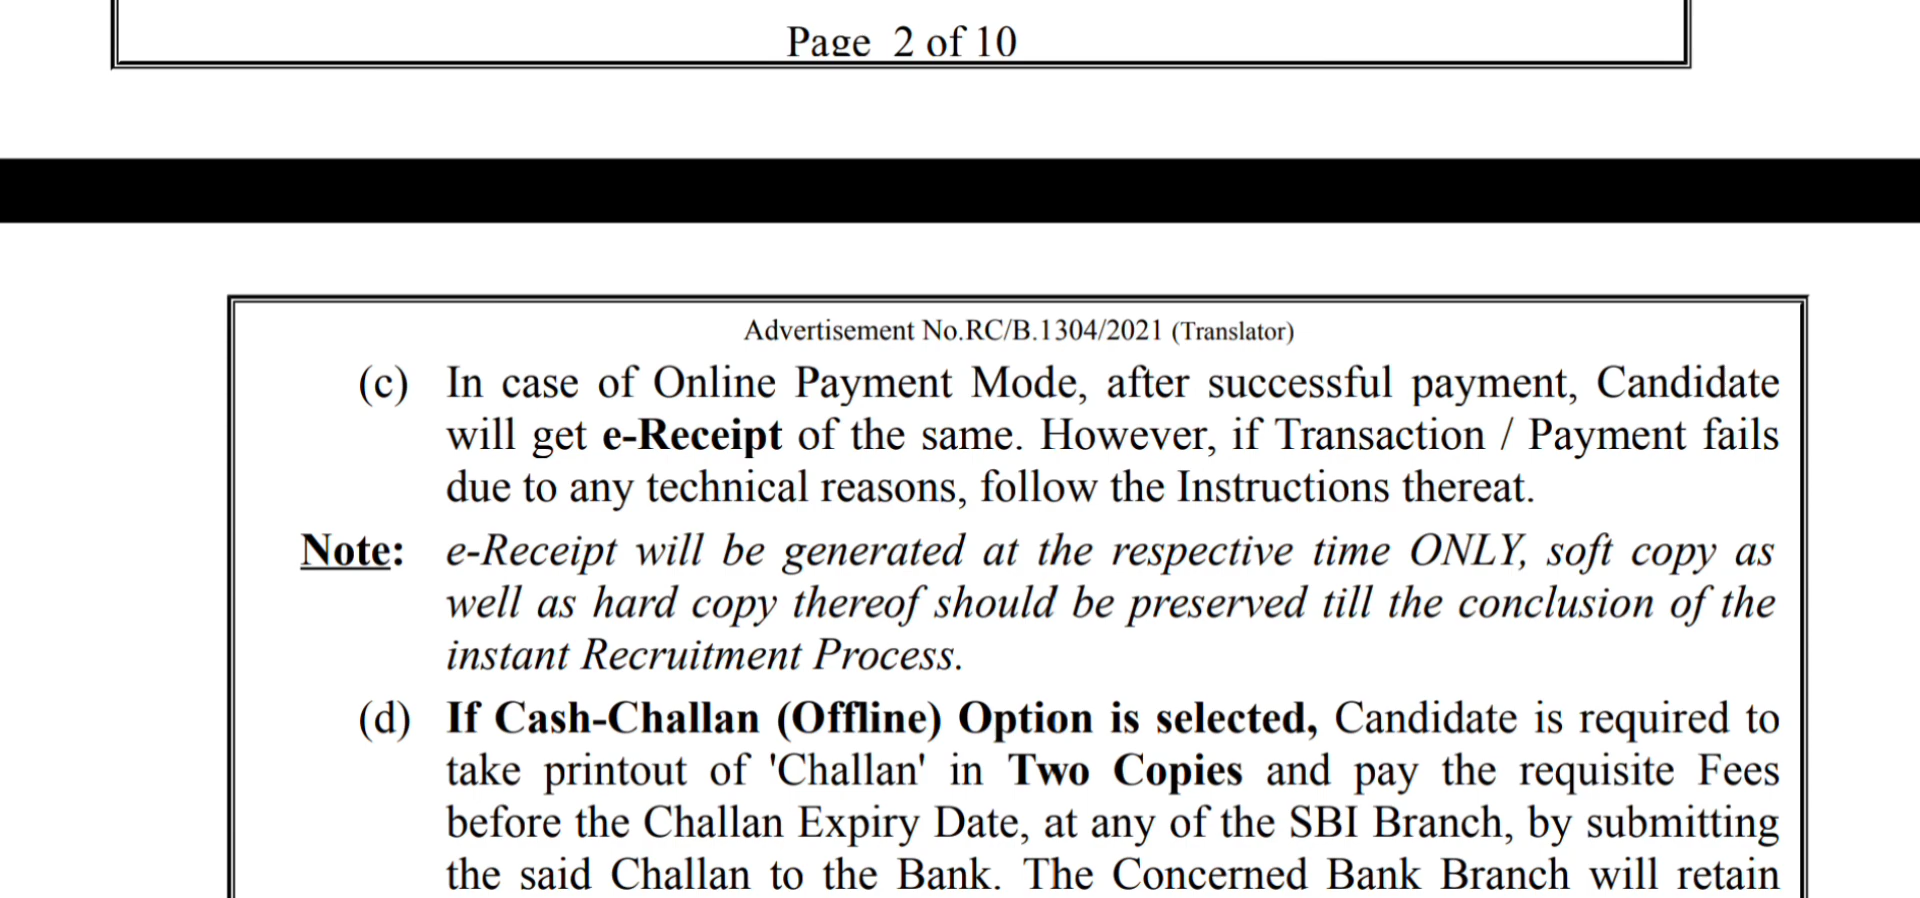 Page 2 of 10
Advertisement No.RC/B.1304/2021 (Translator)
(c) In case of Online Payment Mode, after successful payment, Candidate
will get e-Receipt of the same. However, if Transaction / Payment fails
due to any technical reasons, follow the Instructions thereat.
Note: e-Receipt will be generated at the respective time ONLY, soft copy as
well as hard copy thereof should be preserved till the conclusion of the
instant Recruitment Process.
(d) If Cash-Challan (Offline) Option is selected, Candidate is required to
take printout of 'Challan' in Two Copies and pay the requisite Fees
before the Challan Expiry Date, at any of the SBI Branch, by submitting
the said Challan to the Bank. The Concerned Bank Branch will retain